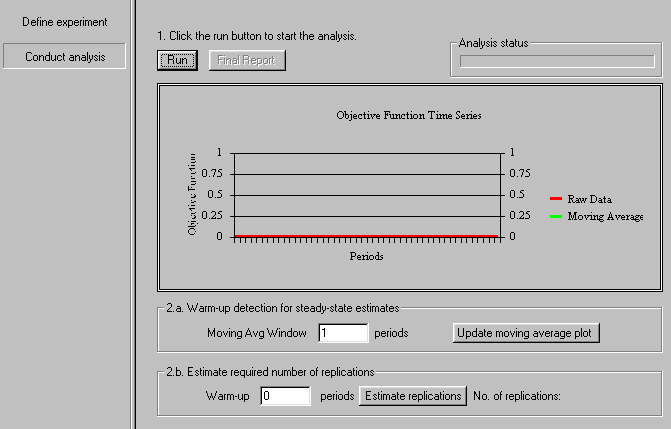 Define experiment
Conduct analysis
1. Click the run button to start the analysis.
Run
Final Report
Analysis status
Objective Function Time Series
Objective Function
1
0.75
0.5
0.25
0
1
0.75
0.5
0.25
0
Periods
Raw Data
Moving Average
2.a. Warm-up detection for steady-state estimates
Moving Avg Window 1 periods Update moving average plot
2.b. Estimate required number of replications
Warm-up 0 periods Estimate replications No. of replications: